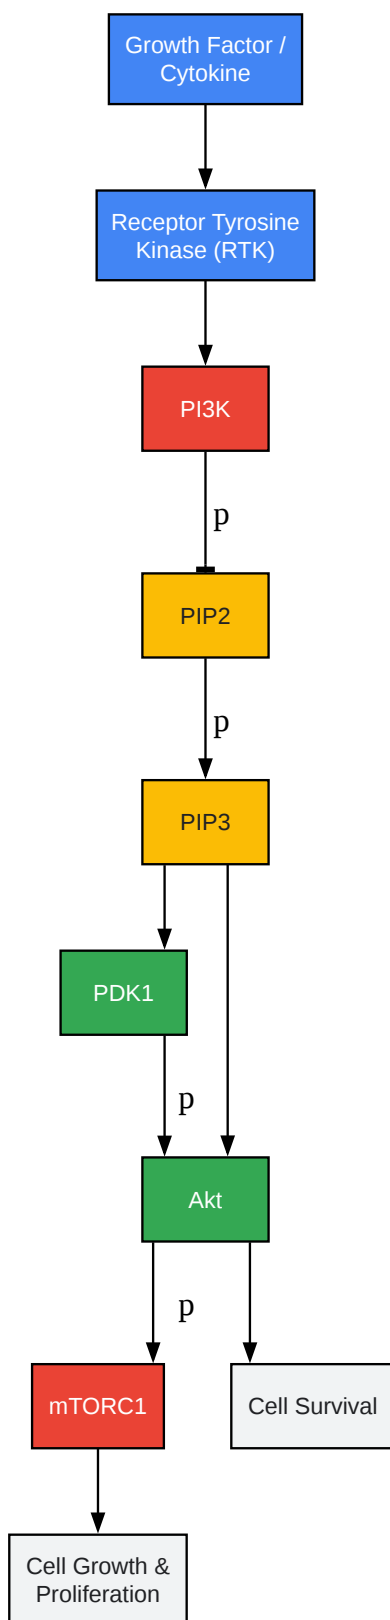 Growth Factor /
Cytokine
Receptor Tyrosine
Kinase (RTK)
PI3K
p
PIP2
p
PIP3
PDK1
p
Akt
p
mTORC1
Cell Survival
Cell Growth &
Proliferation